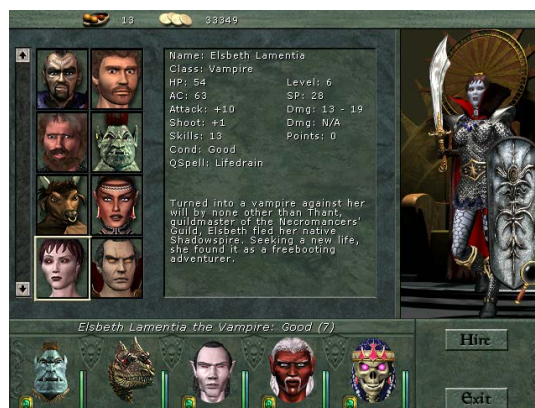 13 33349
Name: Elsbeth Lamentia
Class: Vampire
HP: 54 Level: 6
AC: 63 SP: 28
Attack: +10 Dmg: 13 - 19
Shoot: +1 Dmg: N/A
Skills: 13 Points: 0
Cond: Good
QSpell: Lifedrain
Turned into a vampire against her
will by none other than Thant,
guildmaster of the Necromancers'
Guild, Elsbeth fled her native
Shadowspire. Seeking a new life,
she found it as a freebooting
adventurer.
Elsbeth Lamentia the Vampire: Good (7)
Hire
Exit